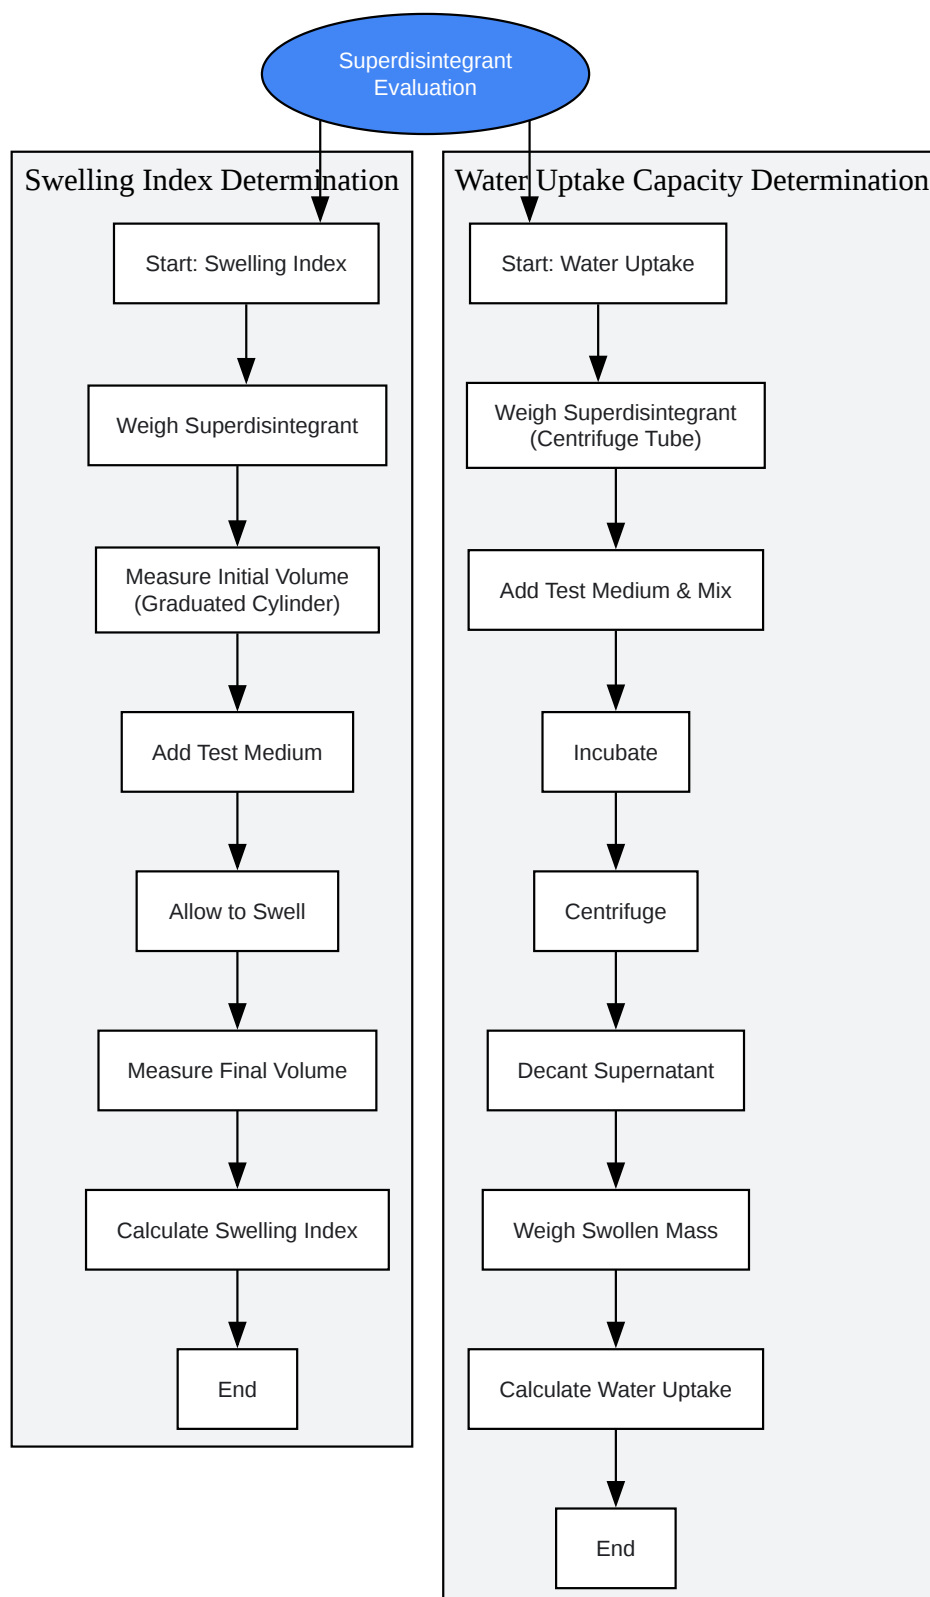 Superdisintegrant
Evaluation
Swelling Index Determination
Start: Swelling Index
Weigh Superdisintegrant
Measure Initial Volume
(Graduated Cylinder)
Add Test Medium
Allow to Swell
Measure Final Volume
Calculate Swelling Index
End
Water Uptake Capacity Determination
Start: Water Uptake
Weigh Superdisintegrant
(Centrifuge Tube)
Add Test Medium & Mix
Incubate
Centrifuge
Decant Supernatant
Weigh Swollen Mass
Calculate Water Uptake
End